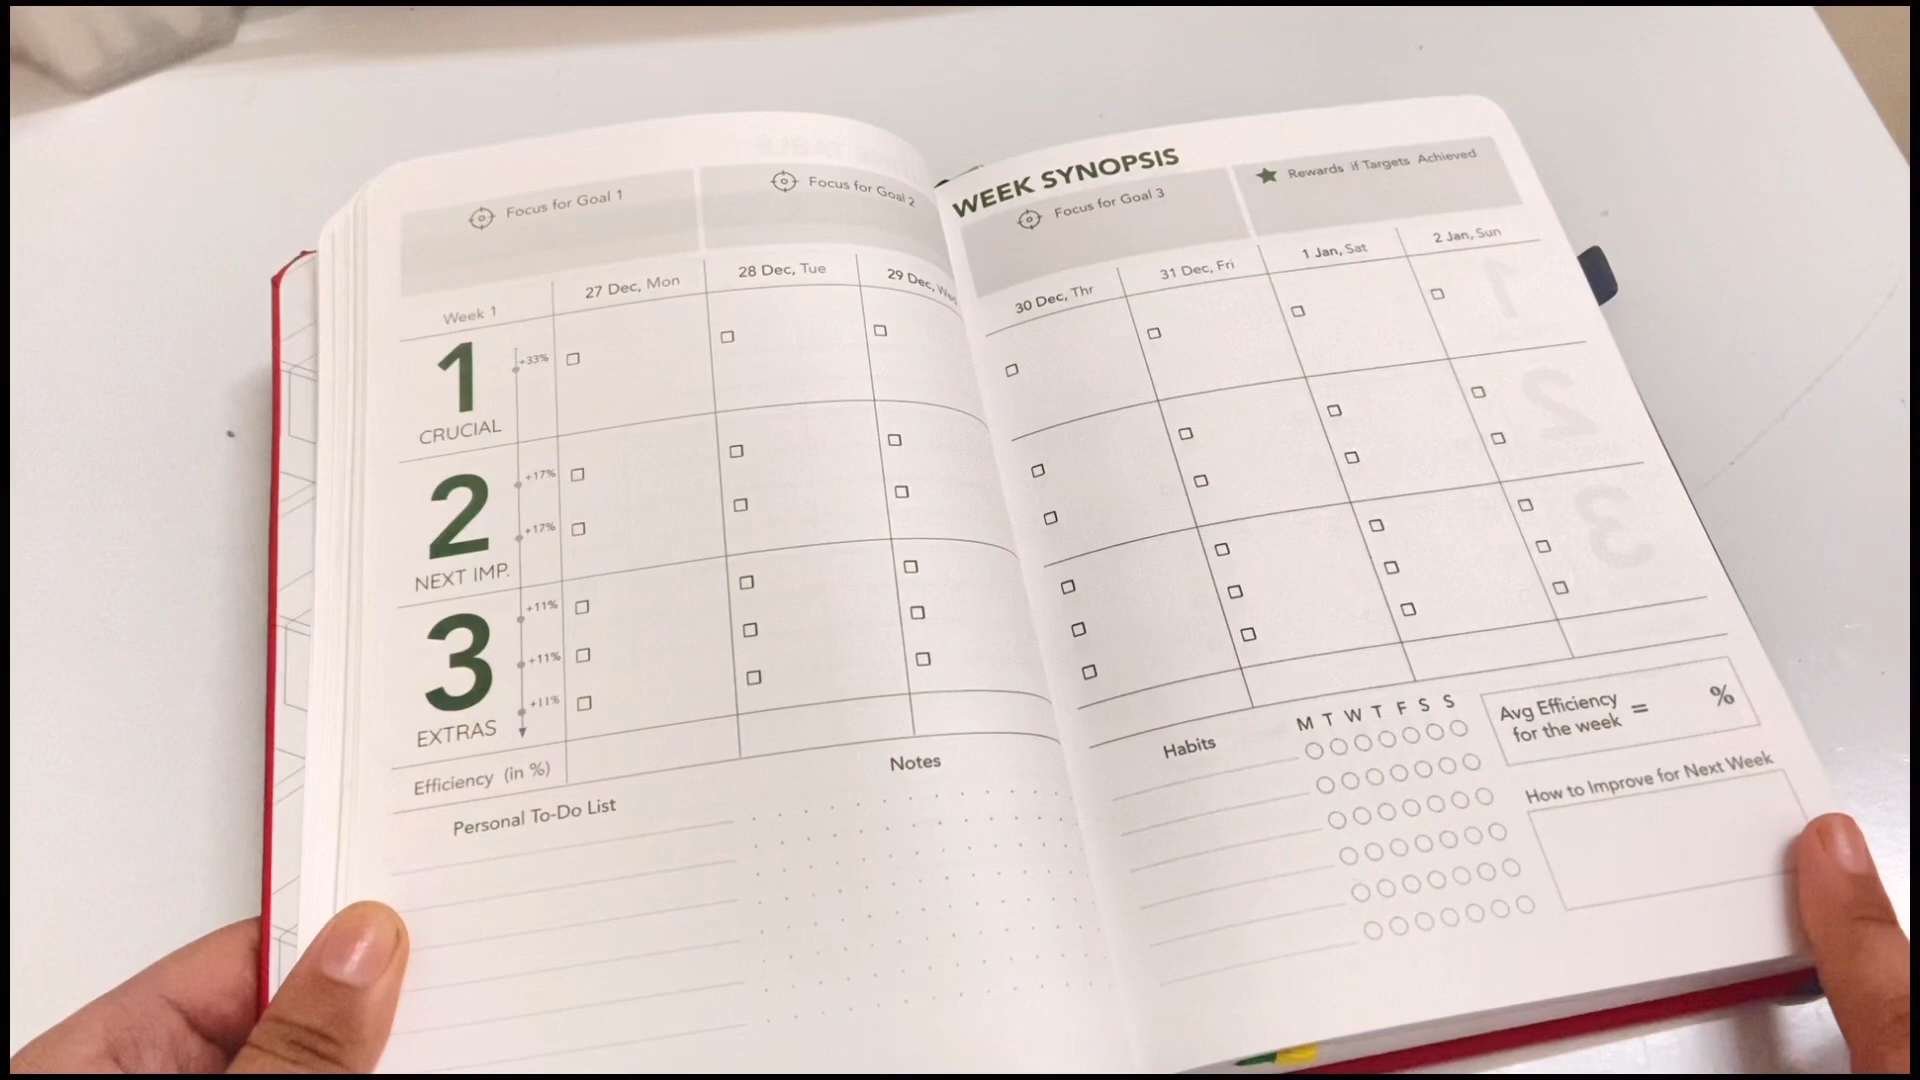 Focus for Goal 1
Focus for Goal 2
Week 1
27 Dec, Mon
28 Dec, Tue
29 Dec, Wed
1
CRUCIAL
+33%
2
NEXT IMP.
+17%
+17%
3
EXTRAS
+11%
+11%
+11%
Efficiency (in %)
Personal To-Do List
Notes
WEEK SYNOPSIS
Focus for Goal 3
Rewards if Targets Achieved
30 Dec, Thr
31 Dec, Fri
1 Jan, Sat
2 Jan, Sun
Habits
M T W T F S S
Avg Efficiency
for the week = %
How to Improve for Next Week